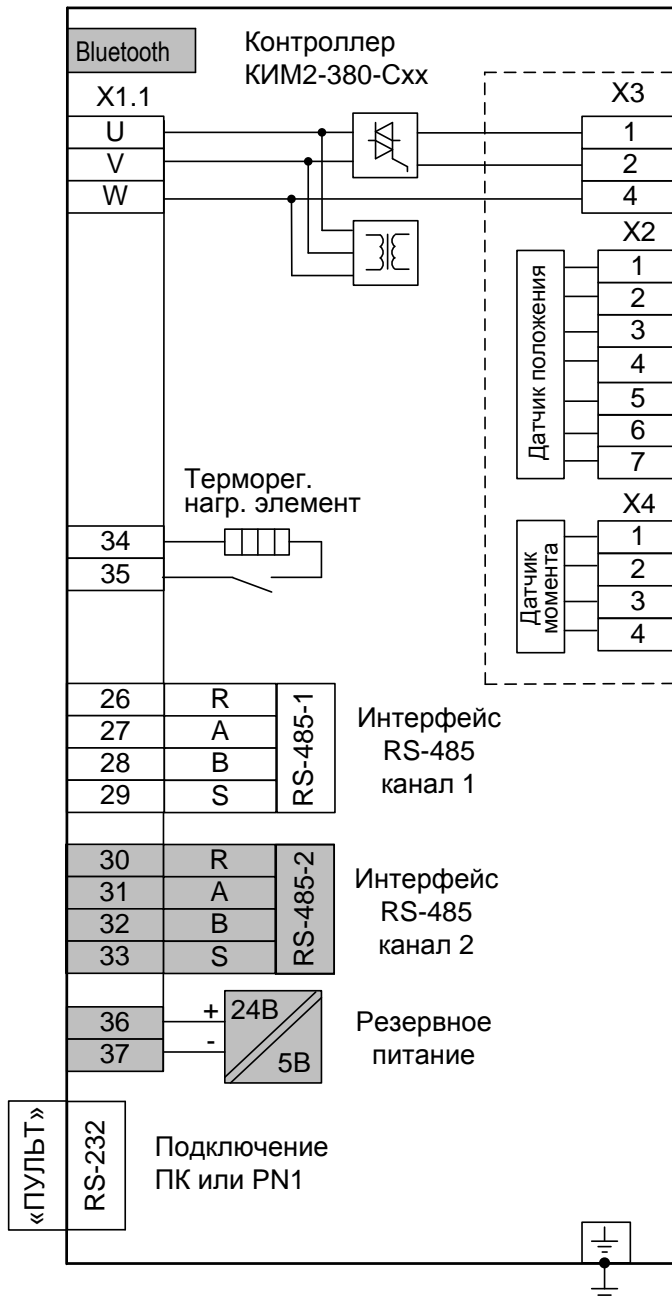 Bluetooth
Контроллер
КИМ2-380-Схх
X1.1
U
V
W
X3
1
2
4
X2
1
2
3
4
5
6
7
Датчик положения
X4
1
2
3
4
Датчик
момента
Терморег.
нагр. элемент
34
35
26 R
27 A
28 B
29 S
RS-485-1
Интерфейс
RS-485
канал 1
30 R
31 A
32 B
33 S
RS-485-2
Интерфейс
RS-485
канал 2
36
37
+
-
24В
5В
Резервное
питание
«ПУЛЬТ»
RS-232
Подключение
ПК или PN1